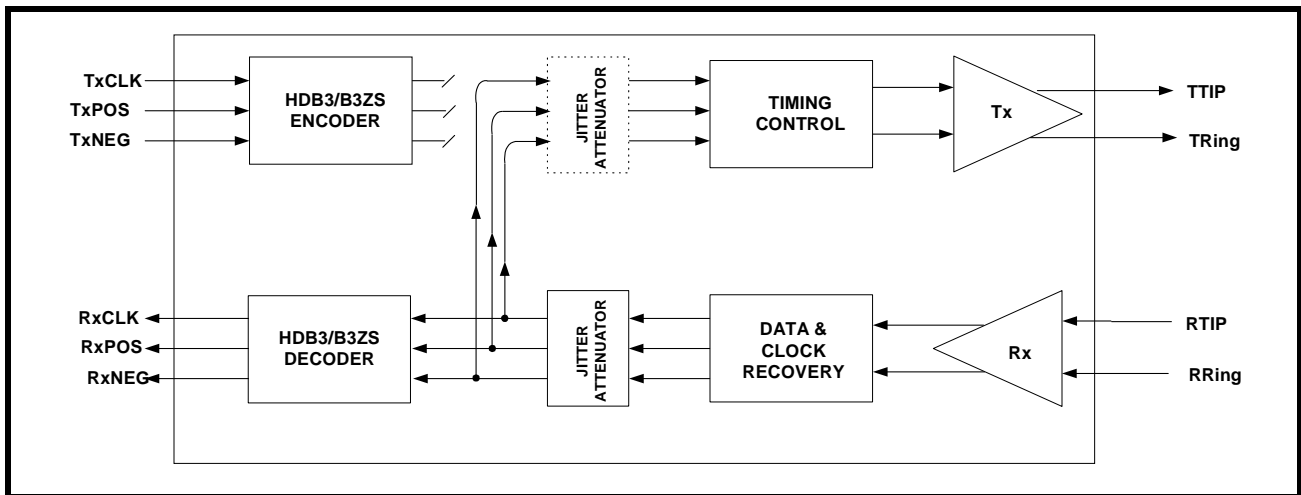 TxCLK
TxPOS
TxNEG
HDB3/B3ZS
ENCODER
JITTER
ATTENUATOR
TIMING
CONTROL
Tx
TTIP
TRing
RxCLK
RxPOS
RxNEG
HDB3/B3ZS
DECODER
JITTER
ATTENUATOR
DATA &
CLOCK
RECOVERY
Rx
RTIP
RRing